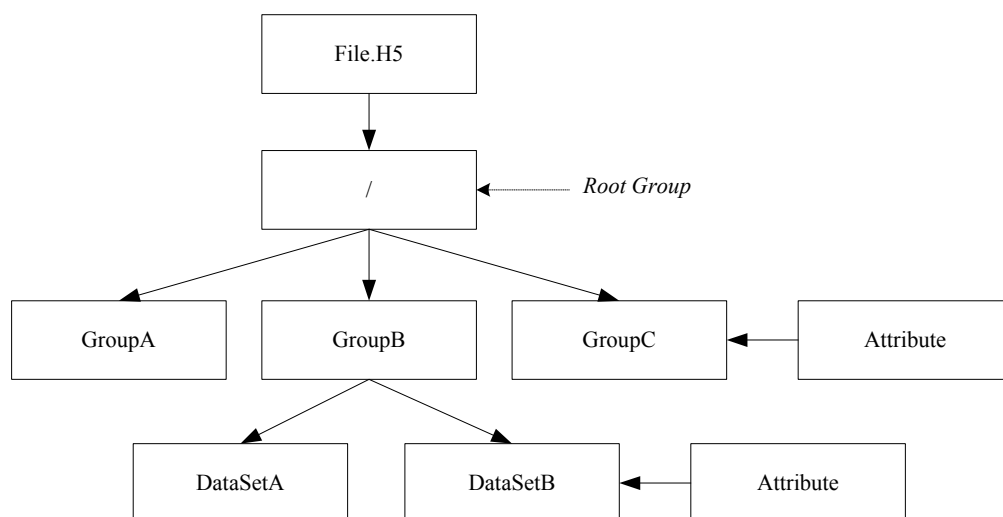 File.H5
/
Root Group
GroupA
GroupB
GroupC
Attribute
DataSetA
DataSetB
Attribute